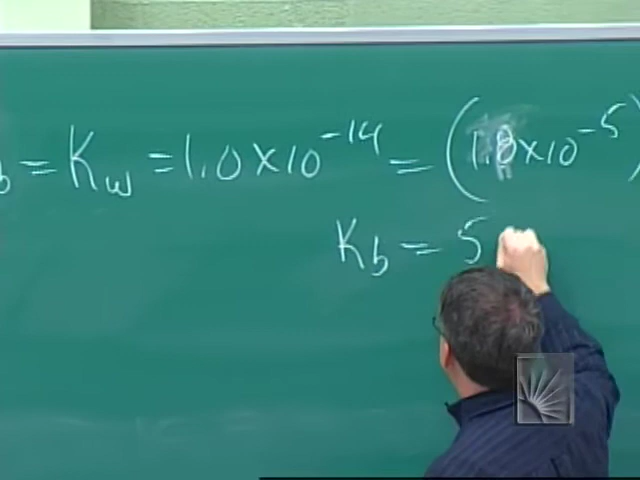 b = Kw = 1.0 × 10^-14 = (1.8 × 10^-5)
Kb = 5